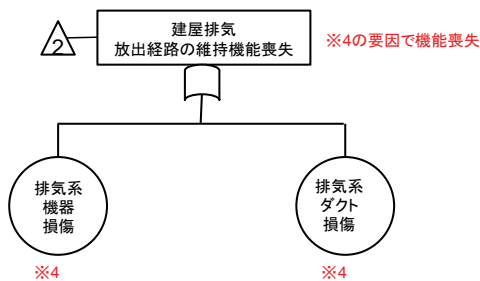 建屋排気
放出経路の維持機能喪失
※4の要因で機能喪失
2
排気系
機器
損傷
※4
排気系
ダクト
損傷
※4